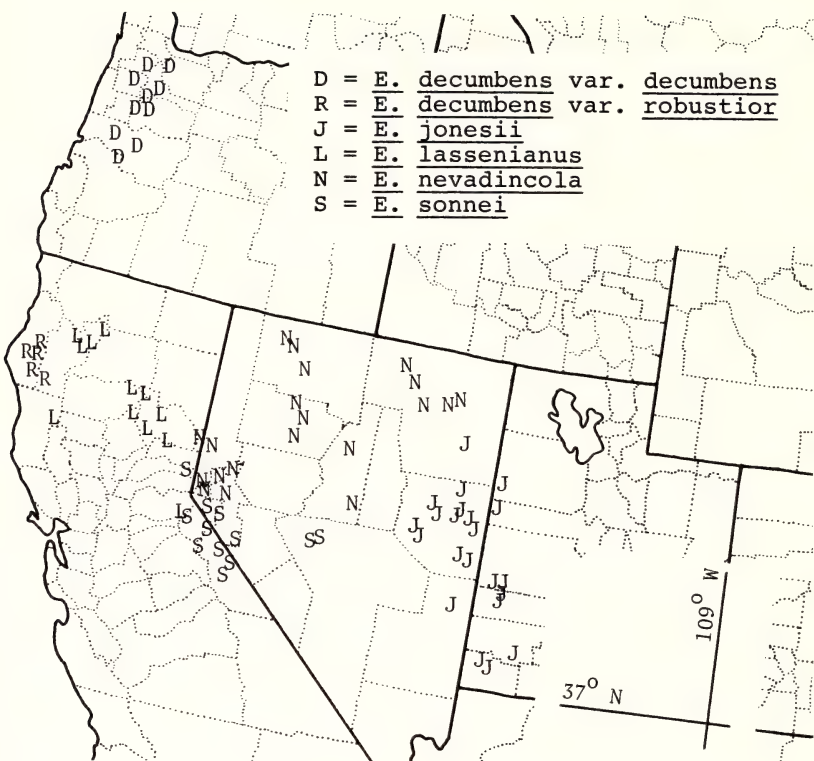 D = E. decumbens var. decumbens
R = E. decumbens var. robustior
J = E. jonesii
L = E. lassenianus
N = E. nevadincola
S = E. sonnei
109° W
37° N